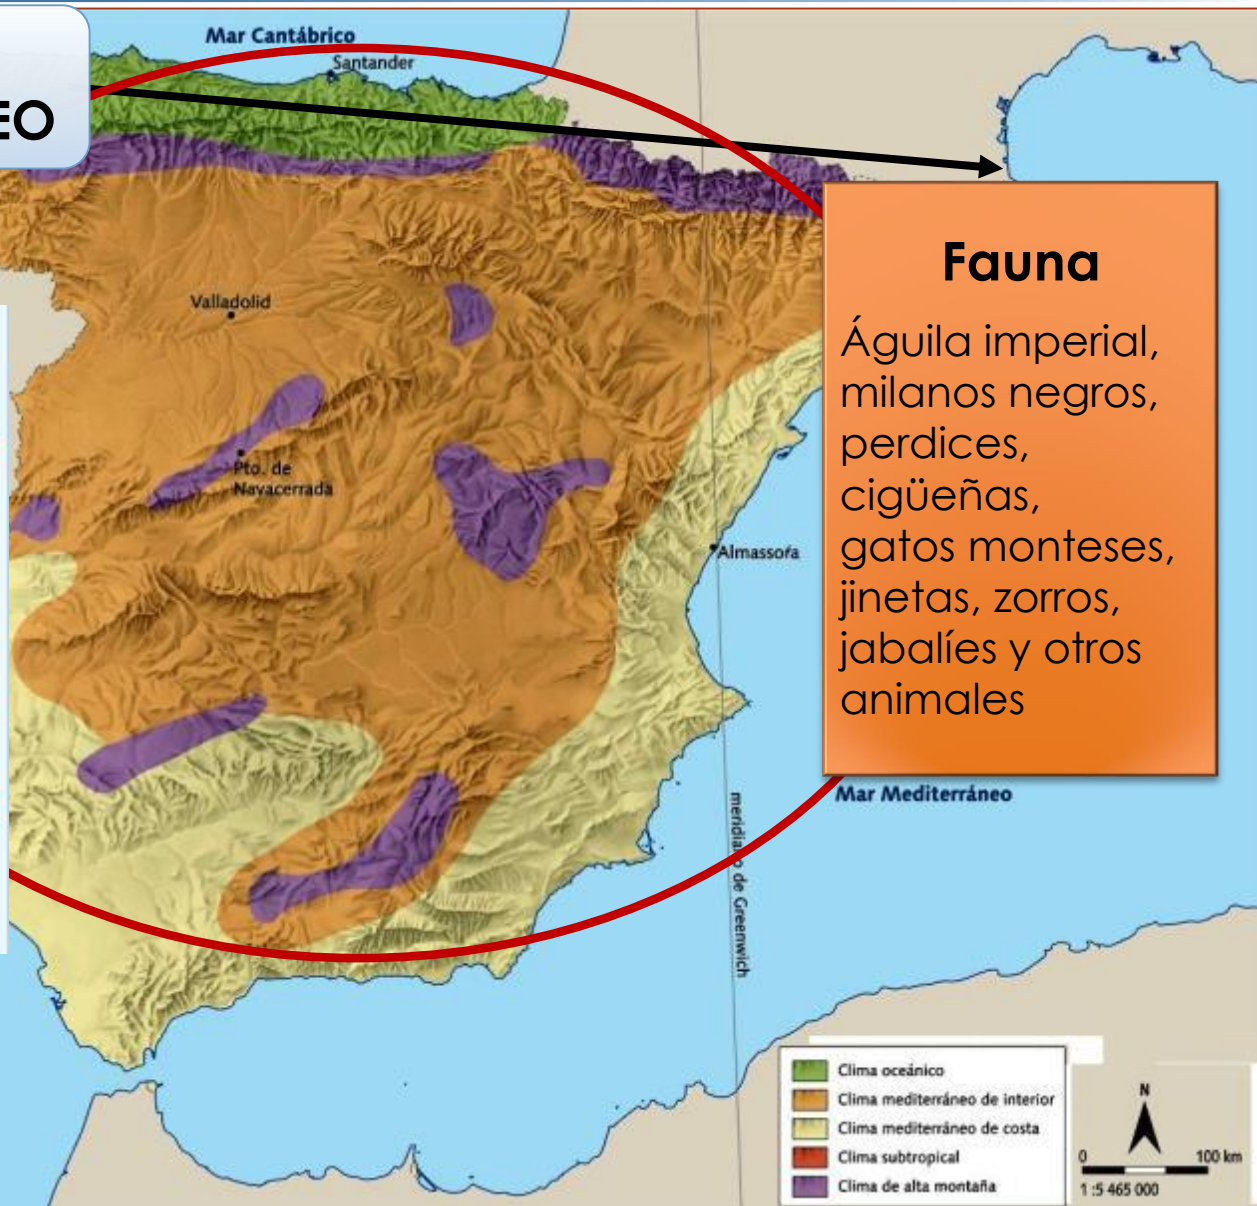 Mar Cantábrico
Santander
EO
Fauna
Águila imperial,
milanos negros,
perdices,
cigüeñas,
gatos monteses,
jinetas, zorros,
jabalíes y otros
animales
Valladolid
Pto. de
Navacerrada
Almassora
Mar Mediterráneo
meridiano de Greenwich
Clima oceánico
Clima mediterráneo de interior
Clima mediterráneo de costa
Clima subtropical
Clima de alta montaña
N
0 100 km
1 :5 465 000